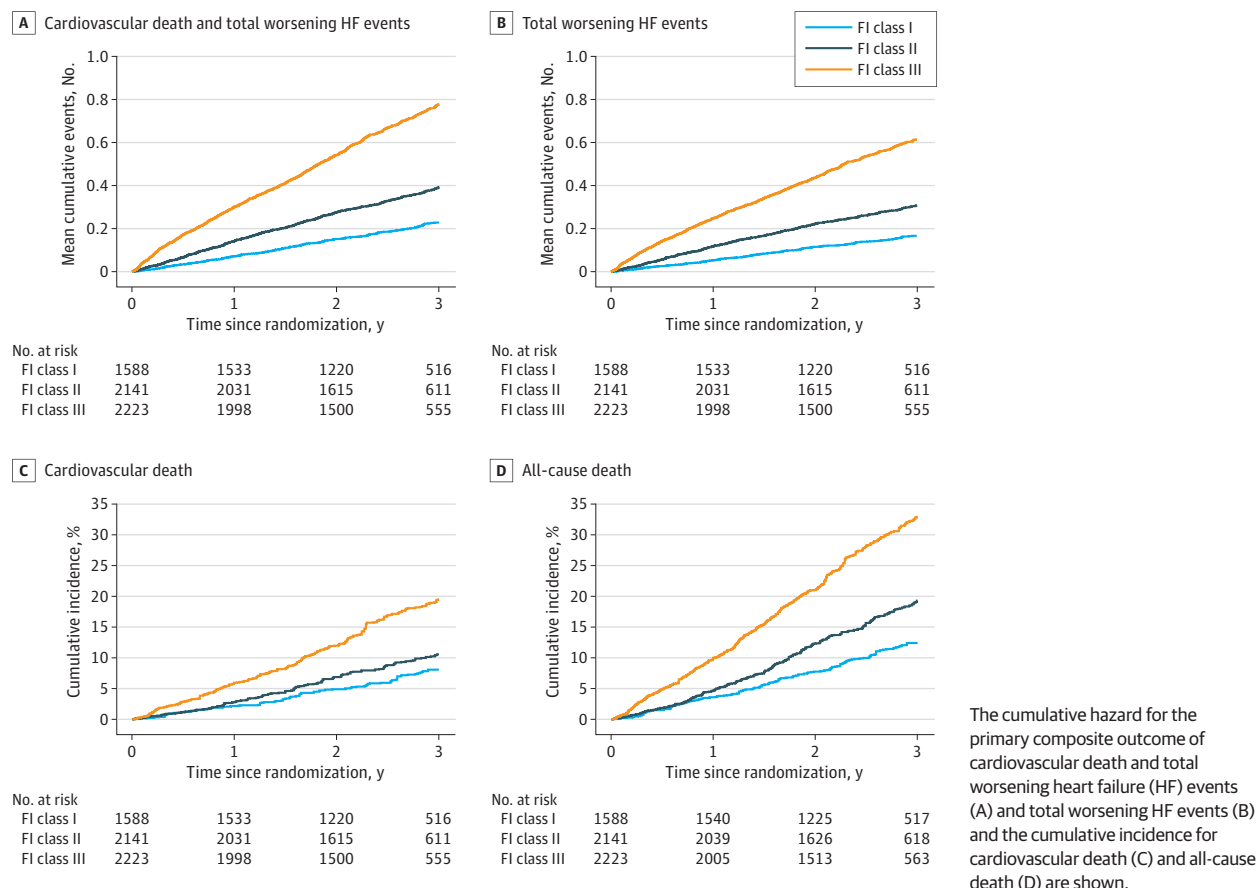 A Cardiovascular death and total worsening HF events
1.0
0.8
0.6
0.4
0.2
0
Mean cumulative events, No.
0 1 2 3
Time since randomization, y
No. at risk
FI class I 1588 1533 1220 516
FI class II 2141 2031 1615 611
FI class III 2223 1998 1500 555
B Total worsening HF events
FI class I
FI class II
FI class III
1.0
0.8
0.6
0.4
0.2
0
Mean cumulative events, No.
0 1 2 3
Time since randomization, y
No. at risk
FI class I 1588 1533 1220 516
FI class II 2141 2031 1615 611
FI class III 2223 1998 1500 555
C Cardiovascular death
35
30
25
20
15
10
5
0
Cumulative incidence, %
0 1 2 3
Time since randomization, y
No. at risk
FI class I 1588 1533 1220 516
FI class II 2141 2031 1615 611
FI class III 2223 1998 1500 555
D All-cause death
35
30
25
20
15
10
5
0
Cumulative incidence, %
0 1 2 3
Time since randomization, y
No. at risk
FI class I 1588 1540 1225 517
FI class II 2141 2039 1626 618
FI class III 2223 2005 1513 563
The cumulative hazard for the
primary composite outcome of
cardiovascular death and total
worsening heart failure (HF) events
(A) and total worsening HF events (B)
and the cumulative incidence for
cardiovascular death (C) and all-cause
death (D) are shown.